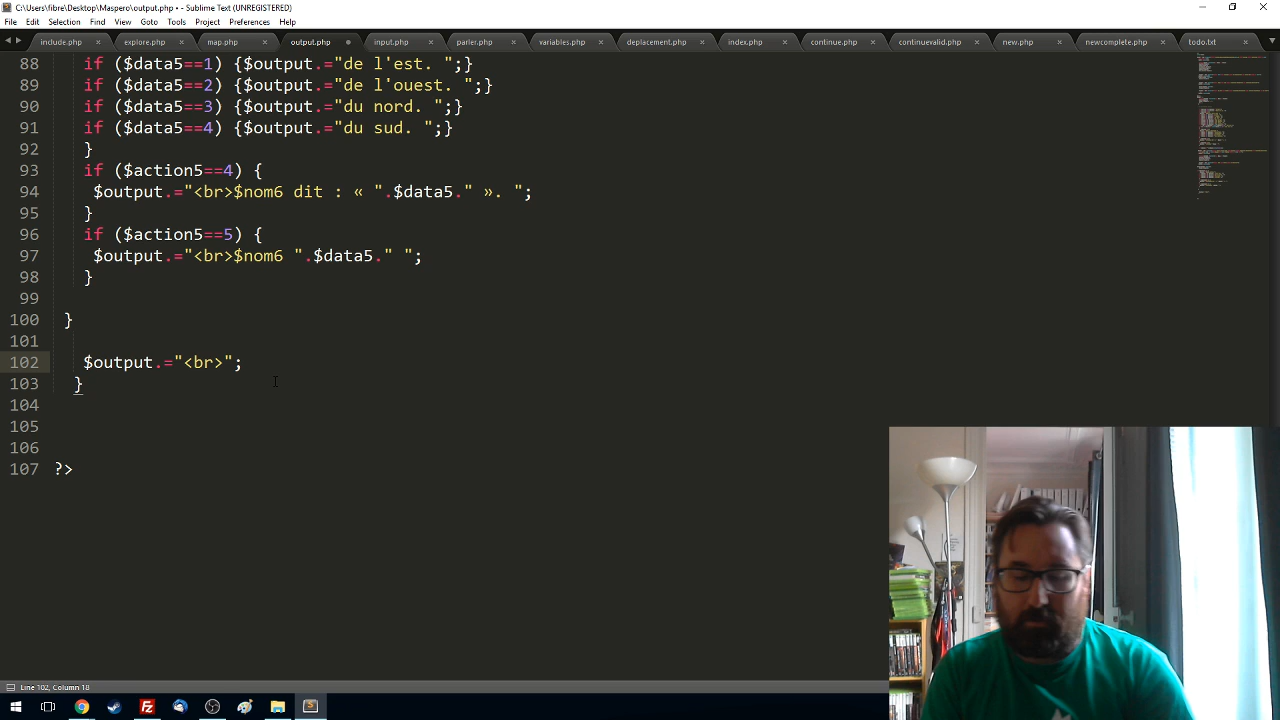 C:\Users\fibre\Desktop\Maspero\output.php • - Sublime Text (UNREGISTERED)
File Edit Selection Find View Goto Tools Project Preferences Help
include.php explore.php map.php output.php input.php parler.php variables.php deplacement.php index.php continue.php continuevalid.php new.php newcomplete.php todo.txt
88 if ($data5==1) {$output.="de l'est. ";}
89 if ($data5==2) {$output.="de l'ouest. ";}
90 if ($data5==3) {$output.="du nord. ";}
91 if ($data5==4) {$output.="du sud. ";}
92 }
93 if ($action5==4) {
94 $output.="<br>$nom6 dit : « ".$data5." ». ";
95 }
96 if ($action5==5) {
97 $output.="<br>$nom6 ".$data5." ";
98 }
99
100 }
101
102 $output.="<br>";
103 }
104
105
106
107 ?>
Line 102, Column 18